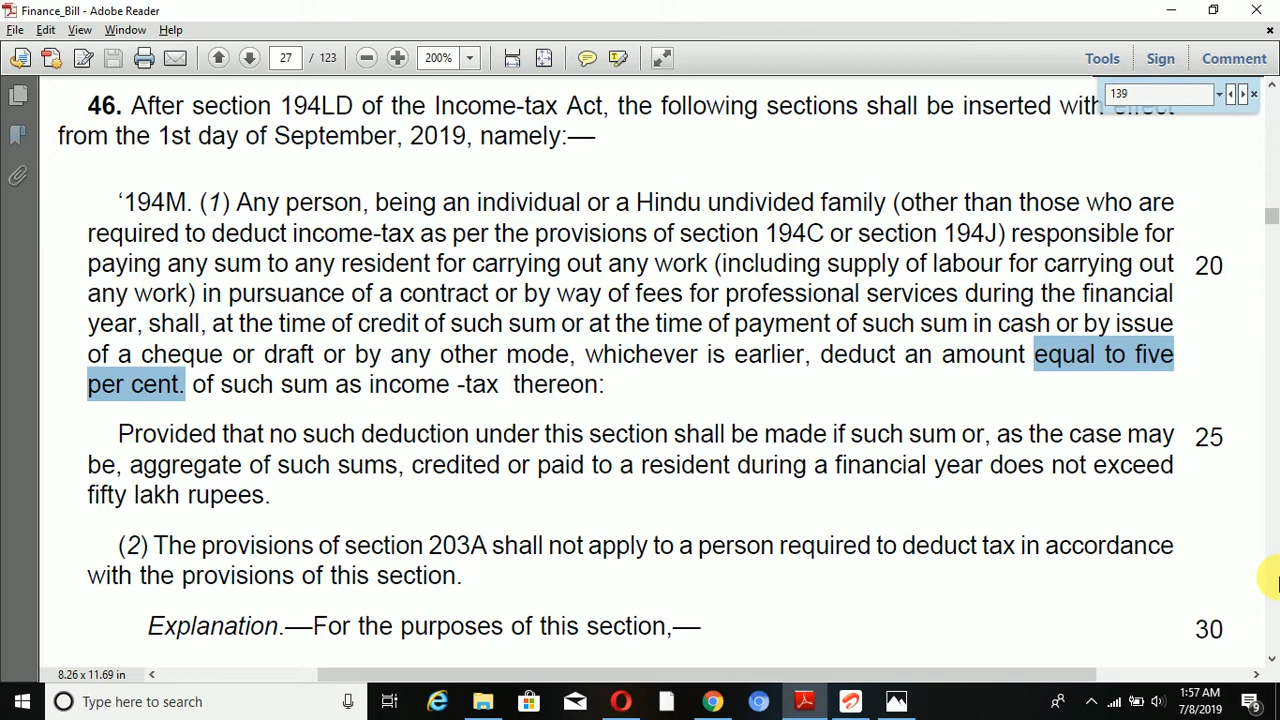 Finance_Bill - Adobe Reader
File Edit View Window Help
27 / 123 200% Tools Sign Comment
139
46. After section 194LD of the Income-tax Act, the following sections shall be inserted with effect
from the 1st day of September, 2019, namely:—
‘194M. (1) Any person, being an individual or a Hindu undivided family (other than those who are
required to deduct income-tax as per the provisions of section 194C or section 194J) responsible for
paying any sum to any resident for carrying out any work (including supply of labour for carrying out 20
any work) in pursuance of a contract or by way of fees for professional services during the financial
year, shall, at the time of credit of such sum or at the time of payment of such sum in cash or by issue
of a cheque or draft or by any other mode, whichever is earlier, deduct an amount equal to five
per cent. of such sum as income -tax thereon:
Provided that no such deduction under this section shall be made if such sum or, as the case may 25
be, aggregate of such sums, credited or paid to a resident during a financial year does not exceed
fifty lakh rupees.
(2) The provisions of section 203A shall not apply to a person required to deduct tax in accordance
with the provisions of this section.
Explanation.—For the purposes of this section,— 30
8.26 x 11.69 in
Type here to search
1:57 AM
7/8/2019
9